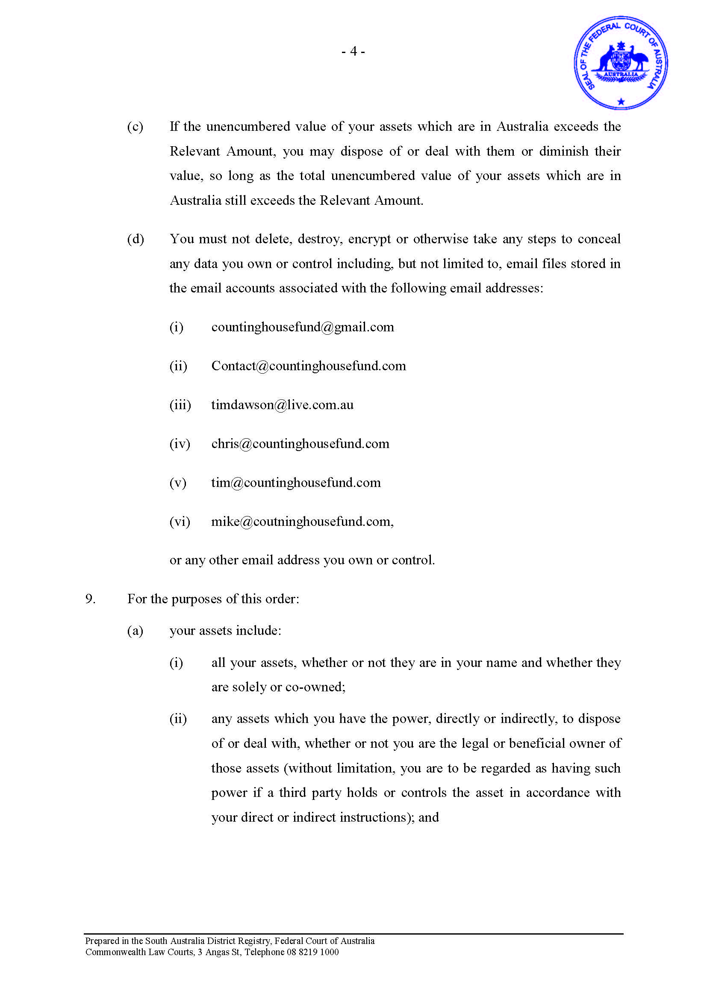 - 4 -
SEAL OF THE FEDERAL COURT OF AUSTRALIA
AUSTRALIA
(c) If the unencumbered value of your assets which are in Australia exceeds the
Relevant Amount, you may dispose of or deal with them or diminish their
value, so long as the total unencumbered value of your assets which are in
Australia still exceeds the Relevant Amount.
(d) You must not delete, destroy, encrypt or otherwise take any steps to conceal
any data you own or control including, but not limited to, email files stored in
the email accounts associated with the following email addresses:
(i) countinghousefund@gmail.com
(ii) Contact@countinghousefund.com
(iii) timdawson@live.com.au
(iv) chris@countinghousefund.com
(v) tim@countinghousefund.com
(vi) mike@coutninghousefund.com,
or any other email address you own or control.
9. For the purposes of this order:
(a) your assets include:
(i) all your assets, whether or not they are in your name and whether they
are solely or co-owned;
(ii) any assets which you have the power, directly or indirectly, to dispose
of or deal with, whether or not you are the legal or beneficial owner of
those assets (without limitation, you are to be regarded as having such
power if a third party holds or controls the asset in accordance with
your direct or indirect instructions); and
Prepared in the South Australia District Registry, Federal Court of Australia
Commonwealth Law Courts, 3 Angas St, Telephone 08 8219 1000